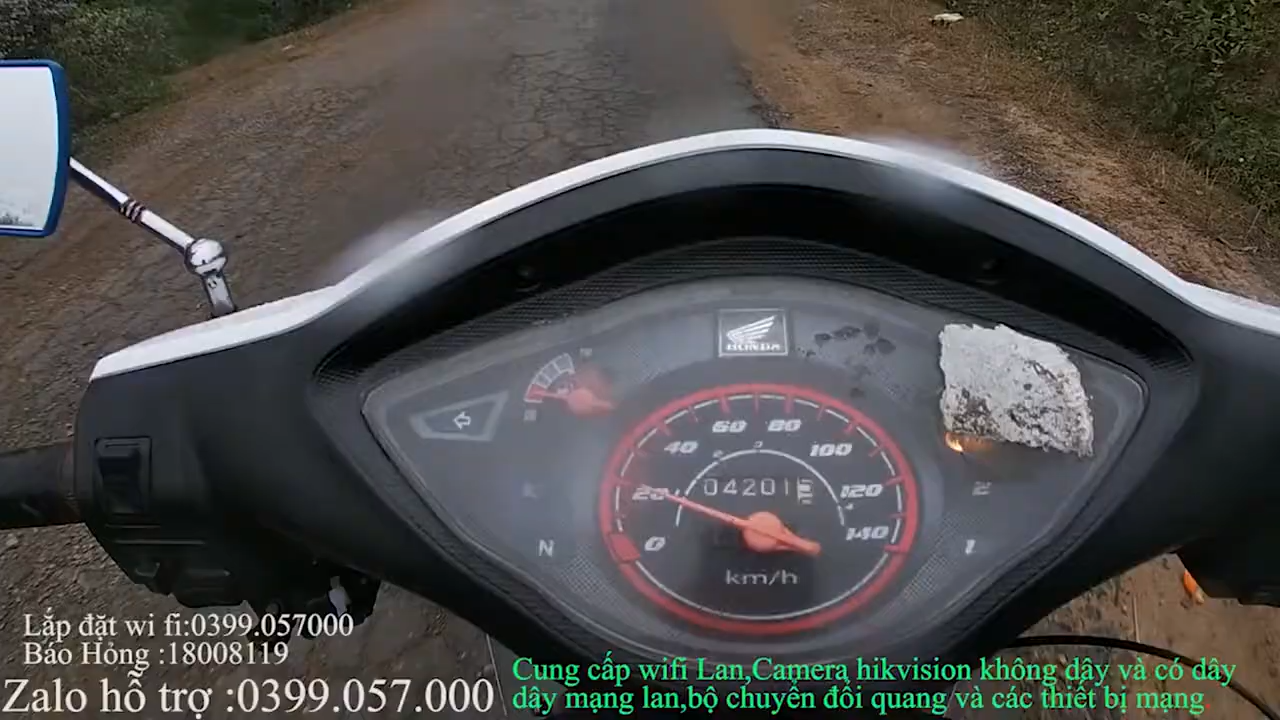 HONDA
60 80
40 100
20 120
0 140
04201
km/h
N
2
1
Lắp đặt wi fi:0399.057000
Báo Hỏng :18008119
Zalo hỗ trợ :0399.057.000
Cung cấp wifi Lan,Camera hikvision không dây và có dây
dây mạng lan,bộ chuyển đổi quang và các thiết bị mạng